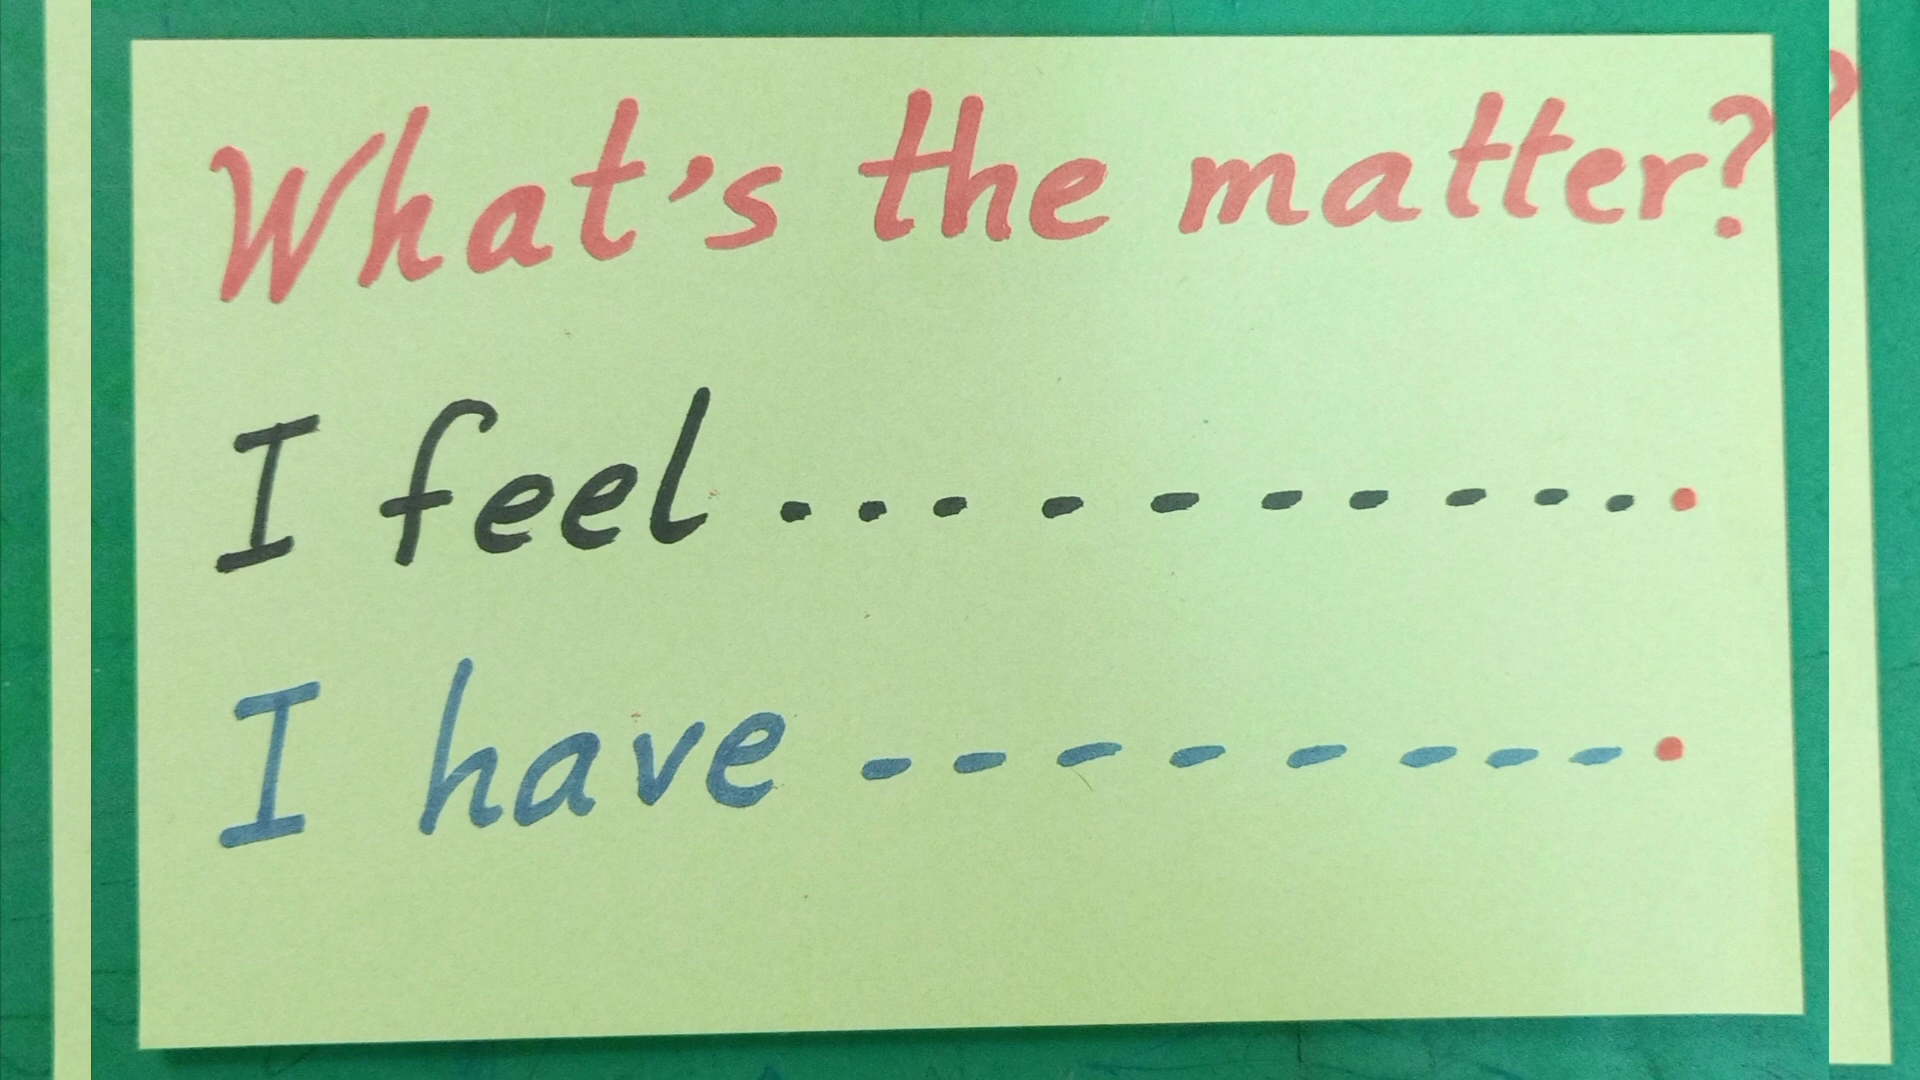 What's the matter?
I feel ...--------.
I have --------.